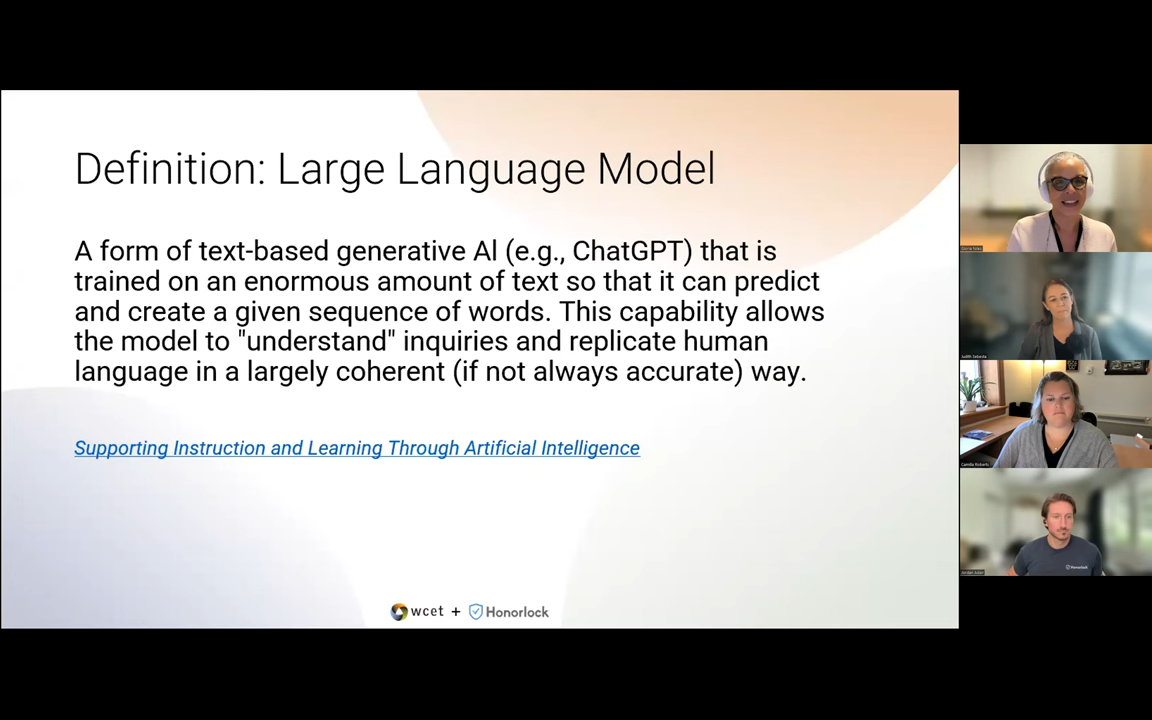 Definition: Large Language Model
A form of text-based generative AI (e.g., ChatGPT) that is
trained on an enormous amount of text so that it can predict
and create a given sequence of words. This capability allows
the model to "understand" inquiries and replicate human
language in a largely coherent (if not always accurate) way.
Supporting Instruction and Learning Through Artificial Intelligence
wcet + Honorlock
Camille Roberts
Honorlock